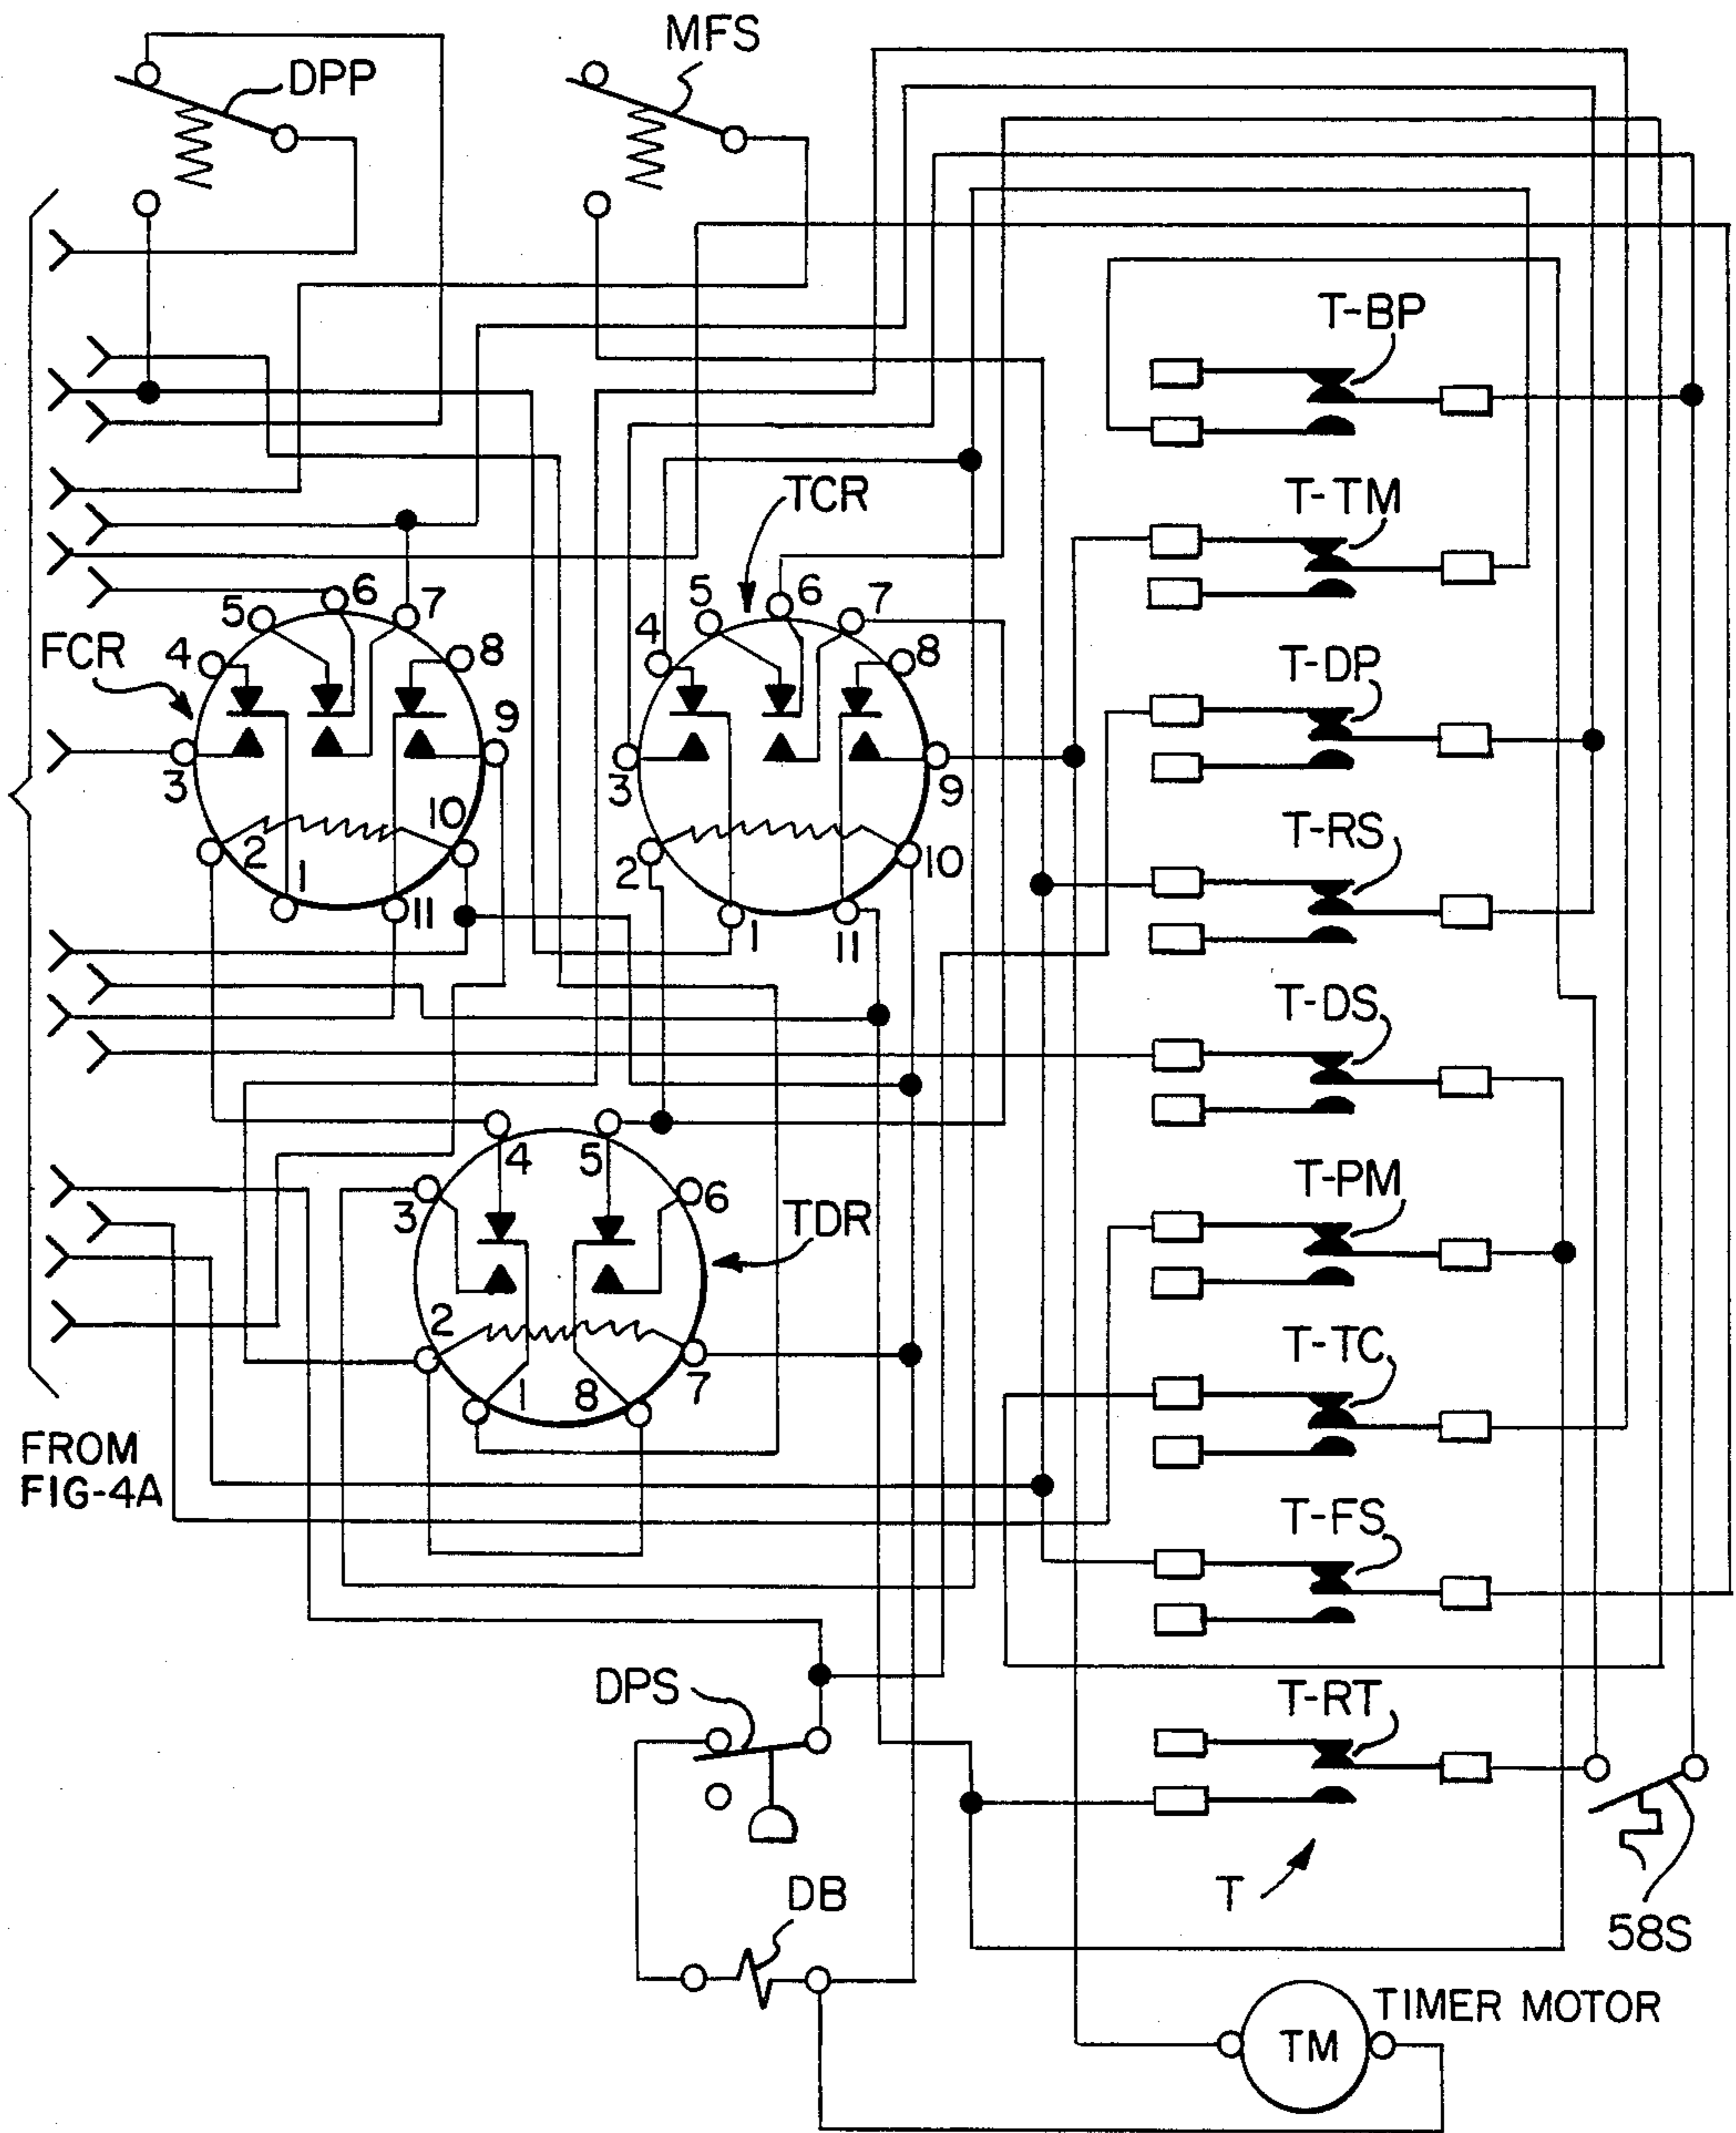 MFS
DPP
T-BP
T-TM
TCR
5 6 7
4 8
FCR
3 9
2 10
1 11
5 6 7
4 8
3 9
2 10
1 11
T-DP
T-RS
T-DS
4 5
3 6
TDR
2 7
1 8
T-PM
T-TC
FROM
FIG-4A
T-FS
DPS
T-RT
T
DB
58S
TIMER MOTOR
TM